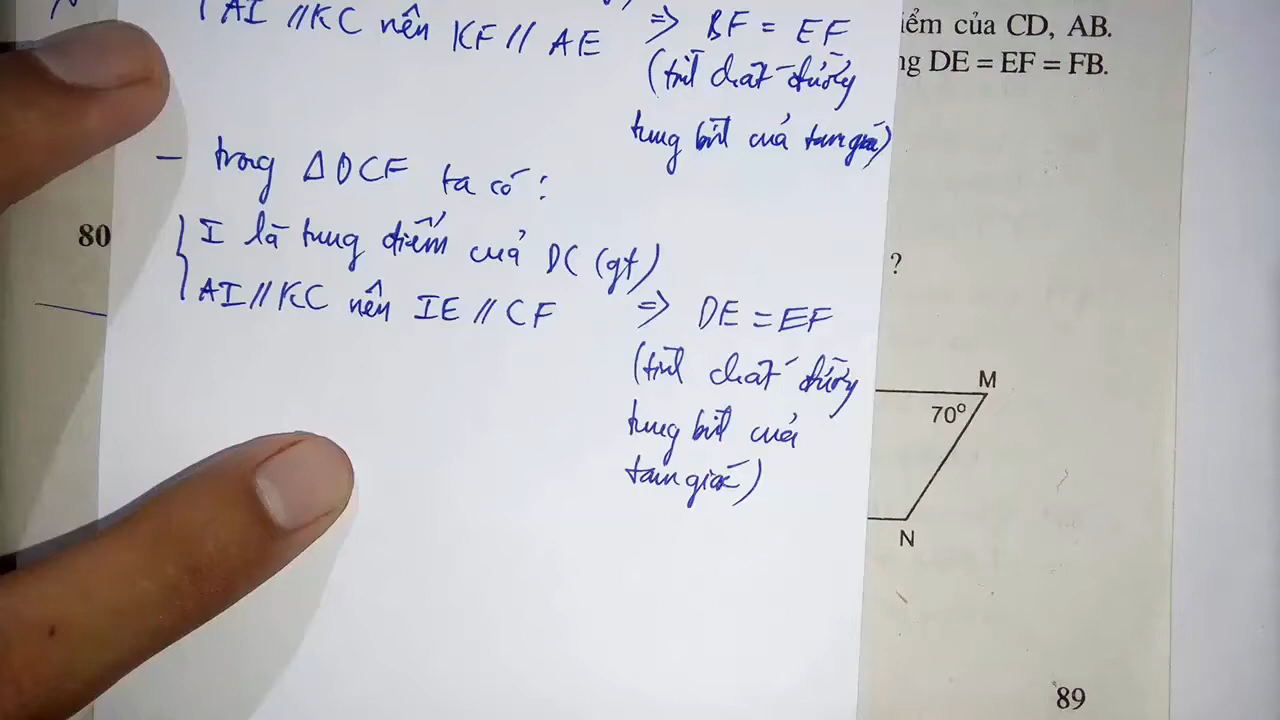 AI // KC nên KF // AE => BF = EF
(tính chất đường
trung bình của tam giác)
iểm của CD, AB.
ng DE = EF = FB.
- trong ΔDCF ta có:
80
I là trung điểm của DC (gt)
?
AI // KC nên IE // CF => DE = EF
(tính chất đường
trung bình của
tam giác)
M
70°
N
89